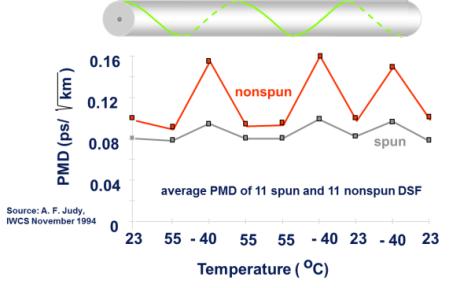 0.16
nonspun
0.12
PMD (ps/ √km)
0.08
spun
0.04
average PMD of 11 spun and 11 nonspun DSF
Source: A. F. Judy,
IWCS November 1994
0
23 55 - 40 55 55 - 40 23 - 40 23
Temperature ( ºC)